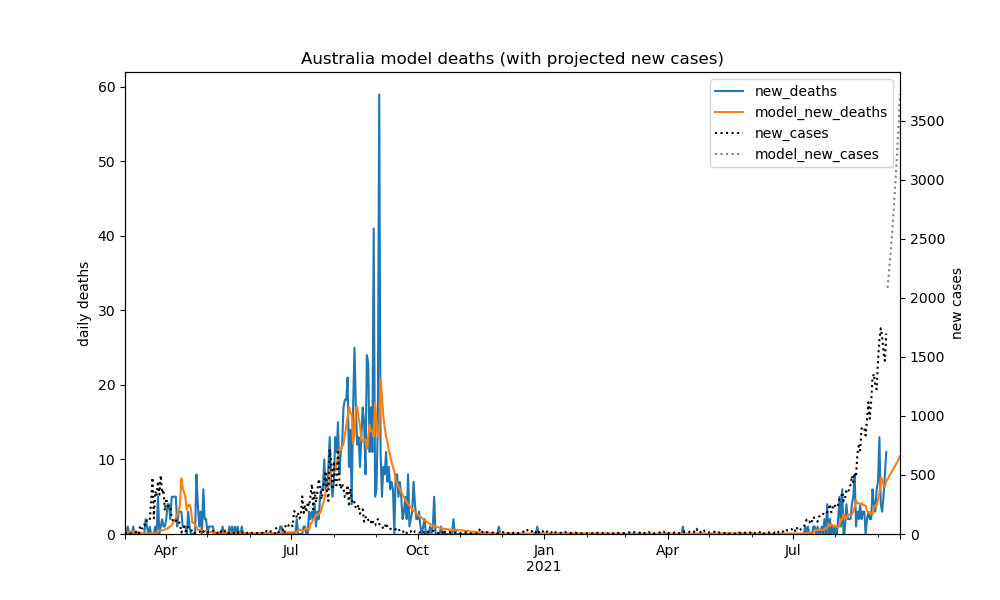 Australia model deaths (with projected new cases)
60
50
40
30
20
10
0
daily deaths
new_deaths
model_new_deaths
new_cases
model_new_cases
3500
3000
2500
2000
1500
1000
500
0
new cases
Apr
Jul
Oct
Jan
2021
Apr
Jul